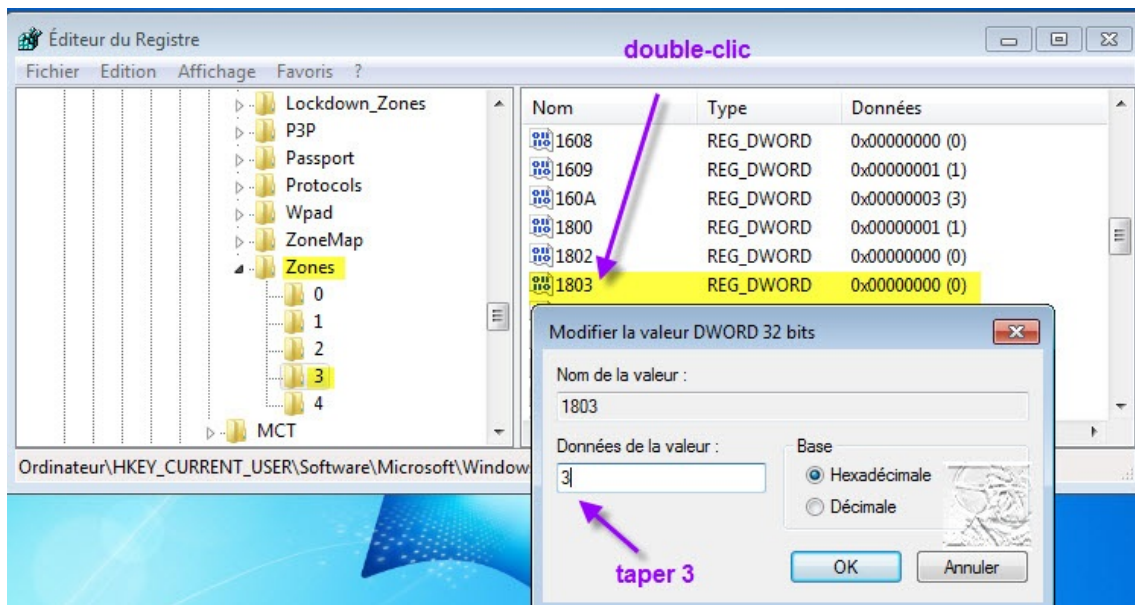 Éditeur du Registre
double-clic
Fichier Edition Affichage Favoris ?
Lockdown_Zones
P3P
Passport
Protocols
Wpad
ZoneMap
Zones
0
1
2
3
4
MCT
Nom Type Données
1608 REG_DWORD 0x00000000 (0)
1609 REG_DWORD 0x00000001 (1)
160A REG_DWORD 0x00000003 (3)
1800 REG_DWORD 0x00000001 (1)
1802 REG_DWORD 0x00000000 (0)
1803 REG_DWORD 0x00000000 (0)
Ordinateur\HKEY_CURRENT_USER\Software\Microsoft\Window
Modifier la valeur DWORD 32 bits
Nom de la valeur :
1803
Données de la valeur :
3
Base
Hexadécimale
Décimale
OK Annuler
taper 3